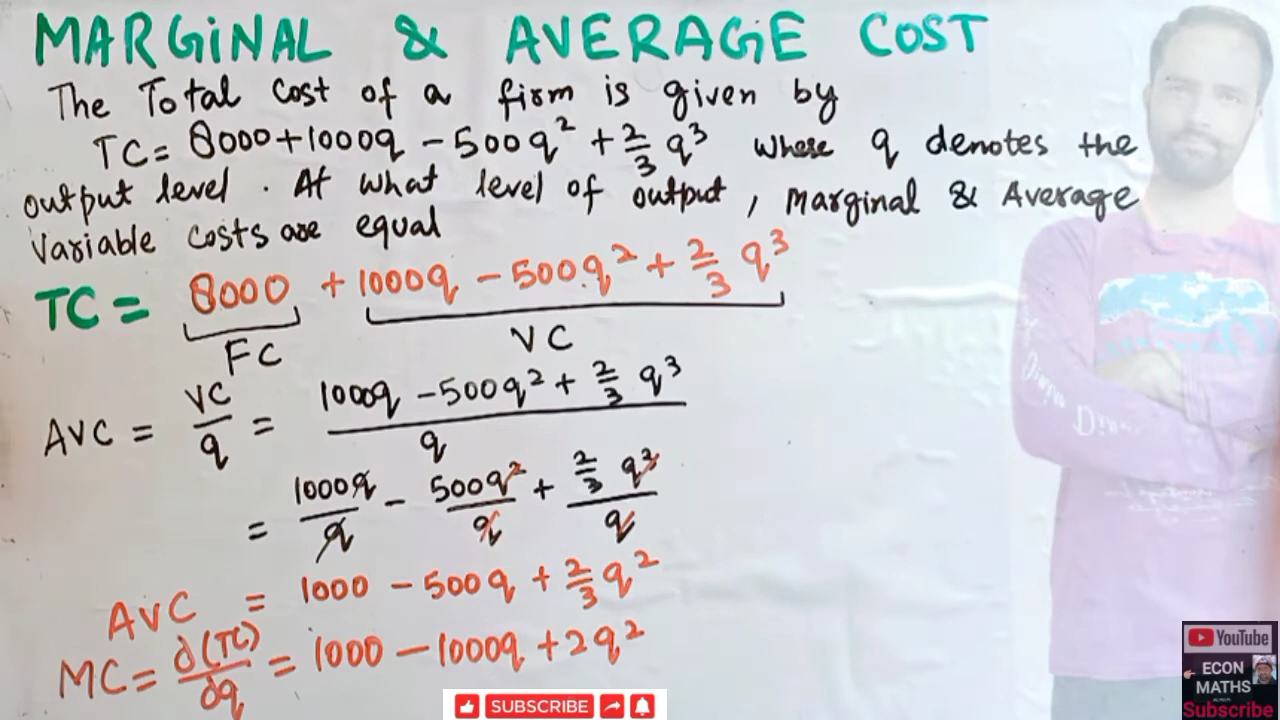 MARGINAL & AVERAGE COST
The Total cost of a firm is given by
TC = 8000 + 1000q - 500q² + 2/3 q³ where q denotes the
output level. At what level of output, Marginal & Average
Variable costs are equal
TC = 8000 + 1000q - 500q² + 2/3 q³
FC VC
AVC = VC/q = (1000q - 500q² + 2/3 q³)/q
= 1000q/q - 500q²/q + 2/3 q³/q
AVC = 1000 - 500q + 2/3 q²
MC = d(TC)/dq = 1000 - 1000q + 2q²
YouTube
ECON
MATHS
Subscribe
SUBSCRIBE